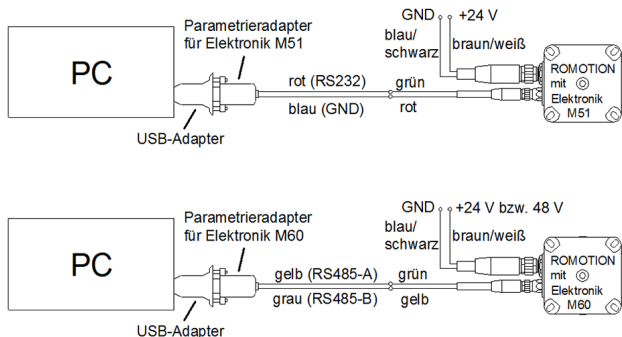 Parametrieradapter
für Elektronik M51
GND
+24 V
blau/
schwarz
braun/weiß
PC
rot (RS232)
grün
blau (GND)
rot
USB-Adapter
ROMOTION
mit
Elektronik
M51
Parametrieradapter
für Elektronik M60
GND
+24 V bzw. 48 V
blau/
schwarz
braun/weiß
PC
gelb (RS485-A)
grün
grau (RS485-B)
gelb
USB-Adapter
ROMOTION
mit
Elektronik
M60